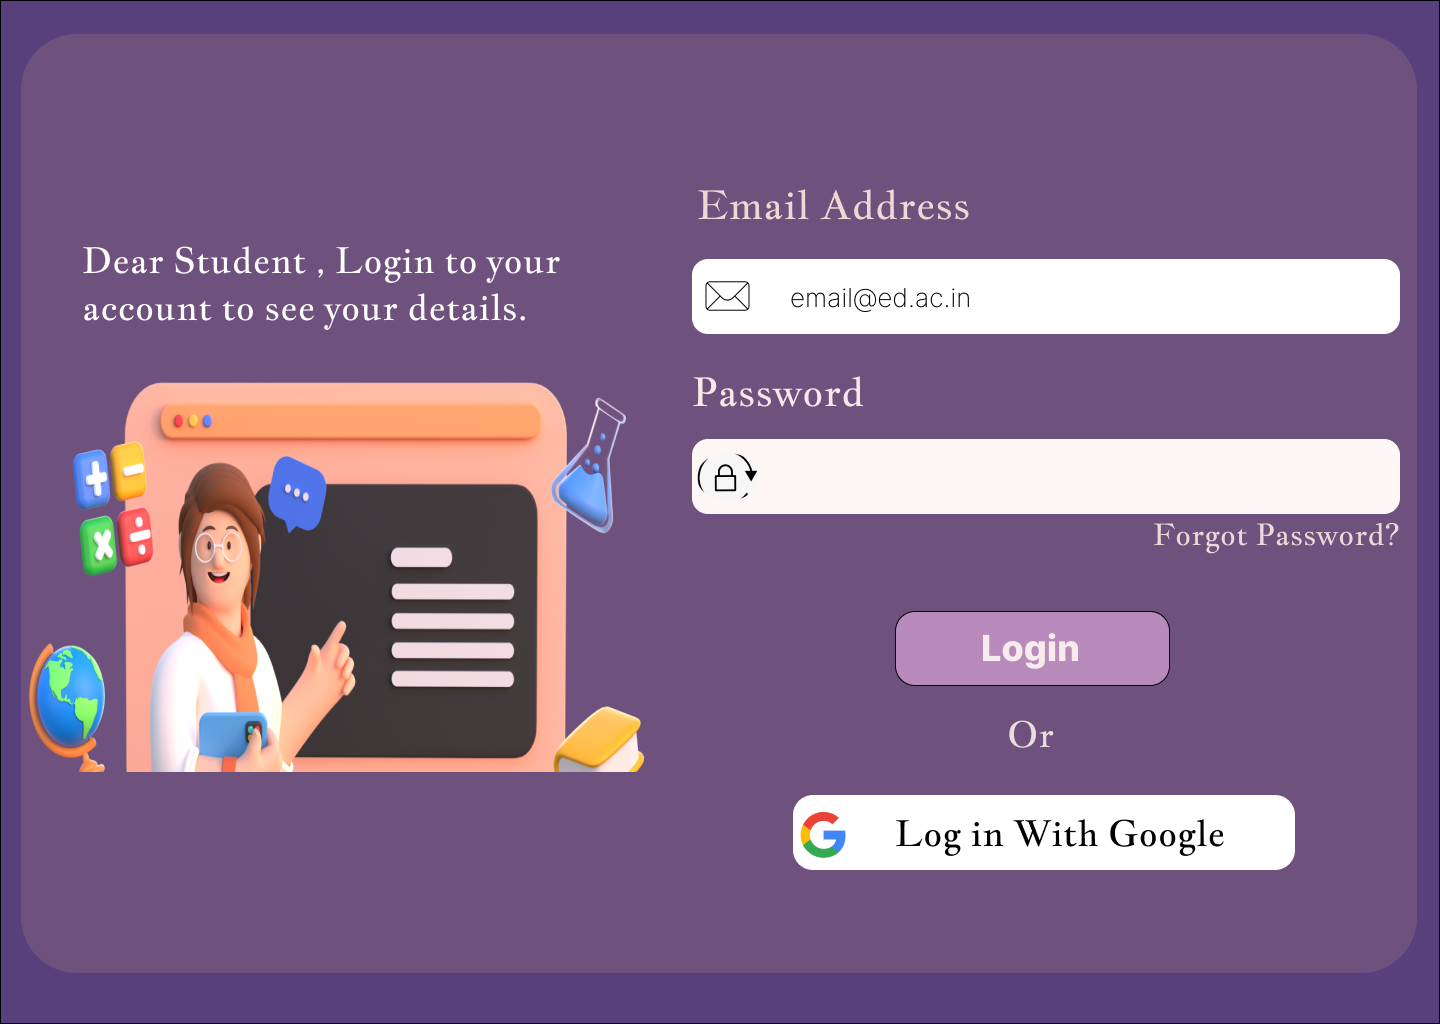 Dear Student , Login to your
account to see your details.
Email Address
email@ed.ac.in
Password
Forgot Password?
Login
Or
Log in With Google